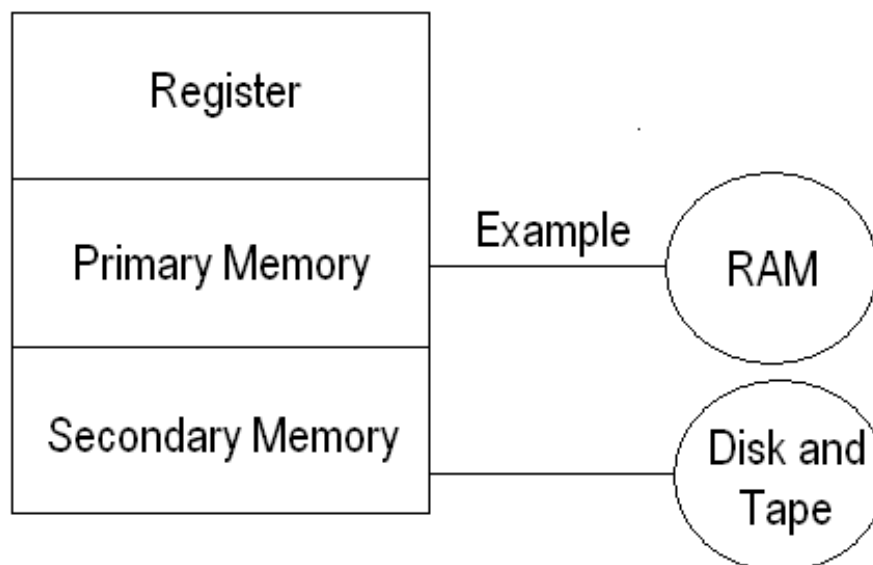 Register
Primary Memory
Example
RAM
Secondary Memory
Disk and
Tape